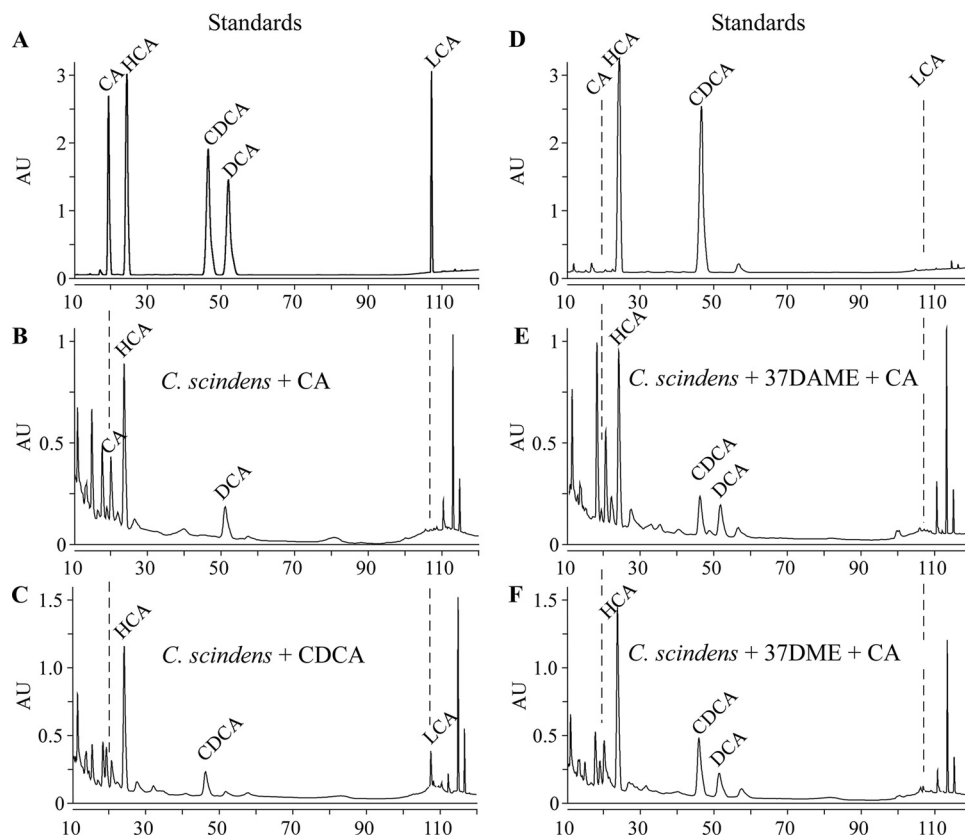 Standards
A
CA
HCA
CDCA
DCA
LCA
AU
3
2
1
0
10 30 50 70 90 110
B
HCA
CA
DCA
C. scindens + CA
AU
1
0.5
0
10 30 50 70 90 110
C
HCA
CDCA
LCA
C. scindens + CDCA
AU
1.5
1.0
0.5
0
10 30 50 70 90 110
Standards
D
CA
HCA
CDCA
LCA
AU
3
2
1
0
10 30 50 70 90 110
E
HCA
CDCA
DCA
C. scindens + 37DAME + CA
AU
1
0.5
0
10 30 50 70 90 110
F
HCA
CDCA
DCA
C. scindens + 37DME + CA
AU
1.5
1.0
0.5
0
10 30 50 70 90 110